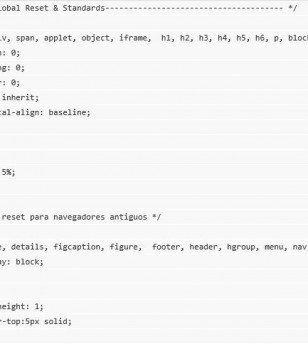 lobal Reset & Standards------------------------------------ */
v, span, applet, object, iframe, h1, h2, h3, h4, h5, h6, p, bloc
: 0;
g: 0;
: 0;
inherit;
cal-align: baseline;
5%;
reset para navegadores antiguos */
e, details, figcaption, figure, footer, header, hgroup, menu, nav
ay: block;
height: 1;
r-top:5px solid;